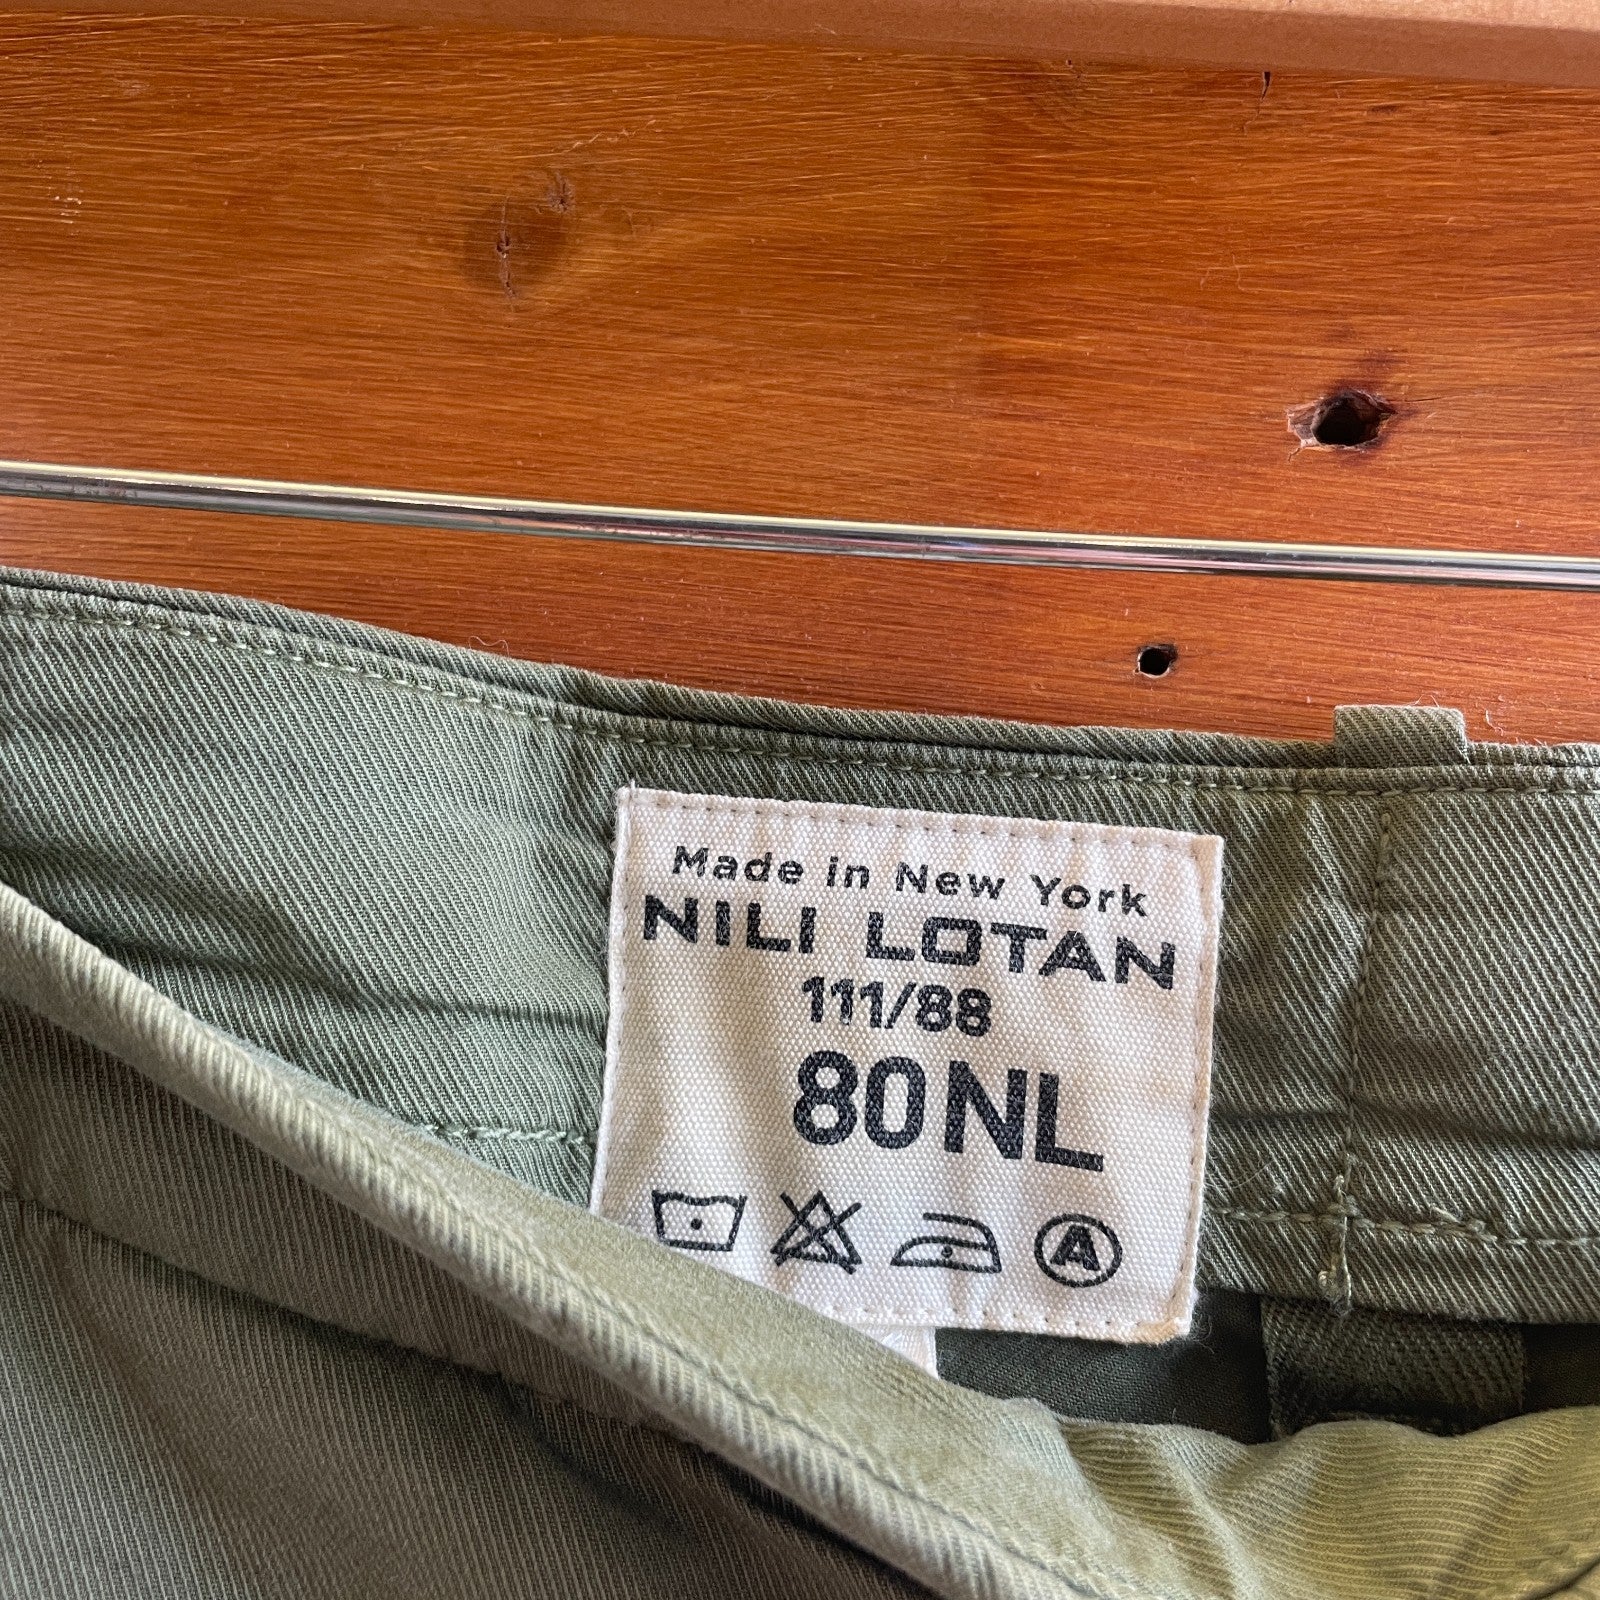 Made in New York
NILI LOTAN
111/88
80NL
A